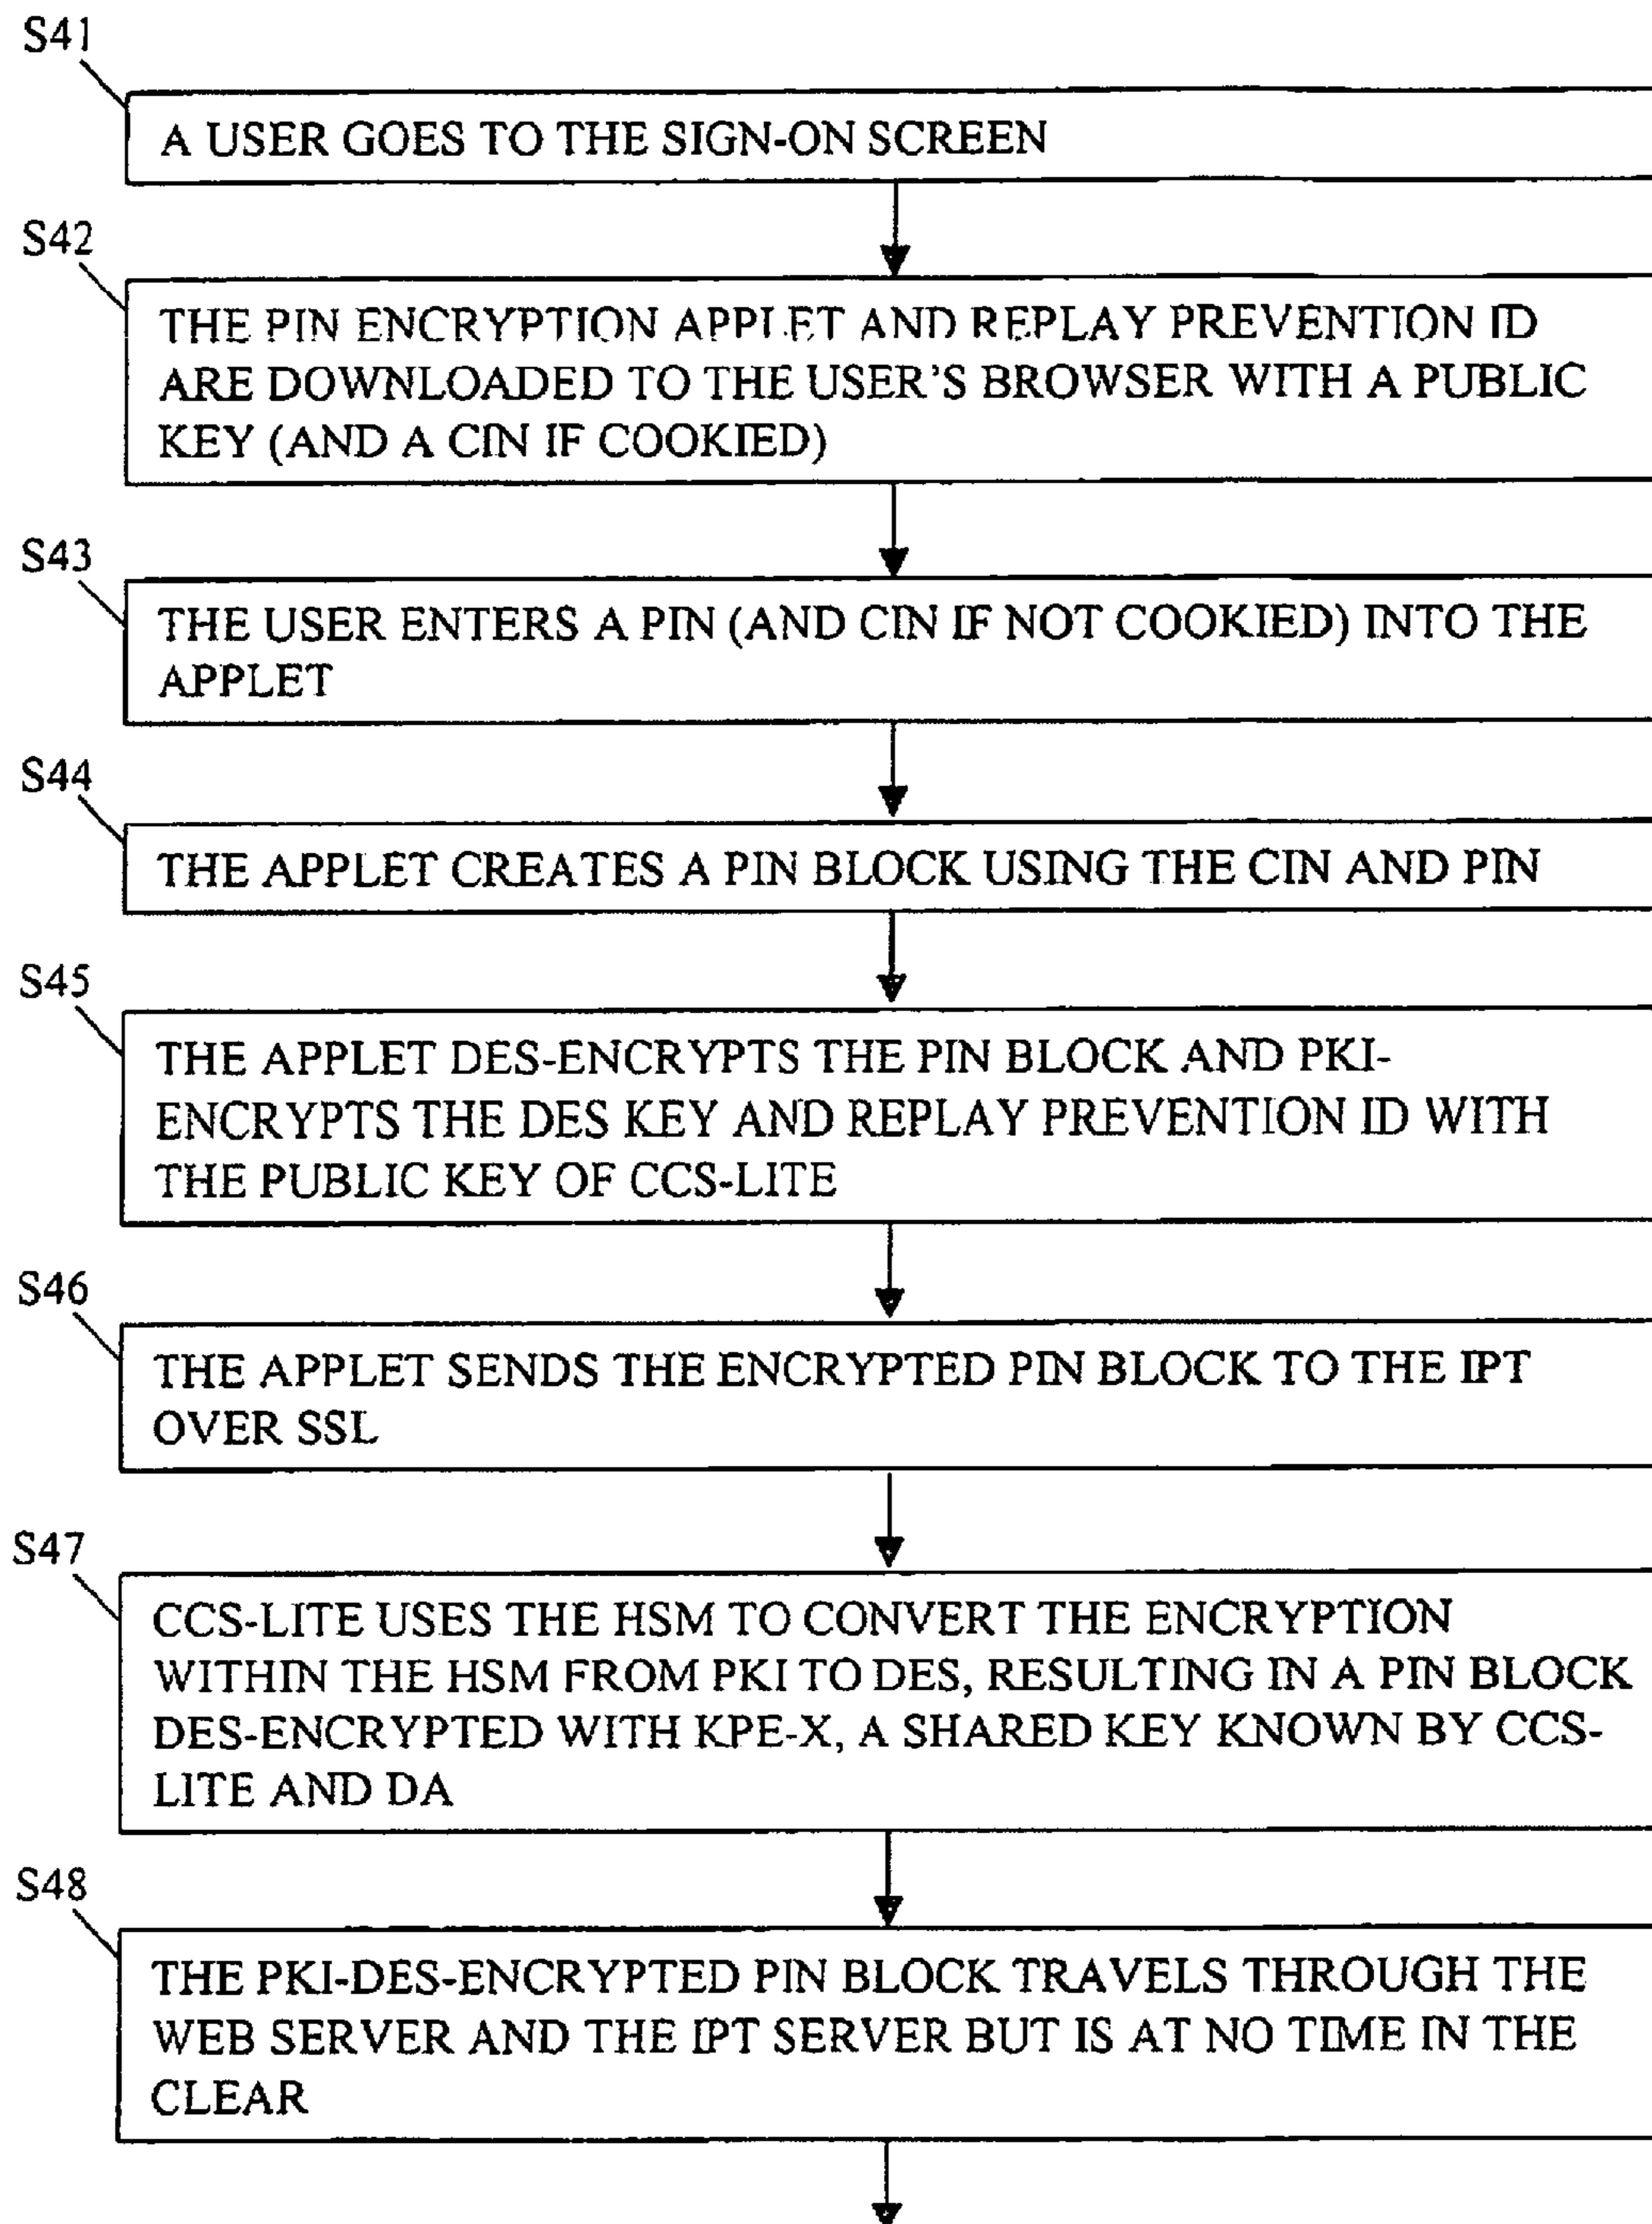 S41
A USER GOES TO THE SIGN-ON SCREEN
S42
THE PIN ENCRYPTION APPLET AND REPLAY PREVENTION ID
ARE DOWNLOADED TO THE USER'S BROWSER WITH A PUBLIC
KEY (AND A CIN IF COOKIED)
S43
THE USER ENTERS A PIN (AND CIN IF NOT COOKIED) INTO THE
APPLET
S44
THE APPLET CREATES A PIN BLOCK USING THE CIN AND PIN
S45
THE APPLET DES-ENCRYPTS THE PIN BLOCK AND PKI-
ENCRYPTS THE DES KEY AND REPLAY PREVENTION ID WITH
THE PUBLIC KEY OF CCS-LITE
S46
THE APPLET SENDS THE ENCRYPTED PIN BLOCK TO THE IPT
OVER SSL
S47
CCS-LITE USES THE HSM TO CONVERT THE ENCRYPTION
WITHIN THE HSM FROM PKI TO DES, RESULTING IN A PIN BLOCK
DES-ENCRYPTED WITH KPE-X, A SHARED KEY KNOWN BY CCS-
LITE AND DA
S48
THE PKI-DES-ENCRYPTED PIN BLOCK TRAVELS THROUGH THE
WEB SERVER AND THE IPT SERVER BUT IS AT NO TIME IN THE
CLEAR